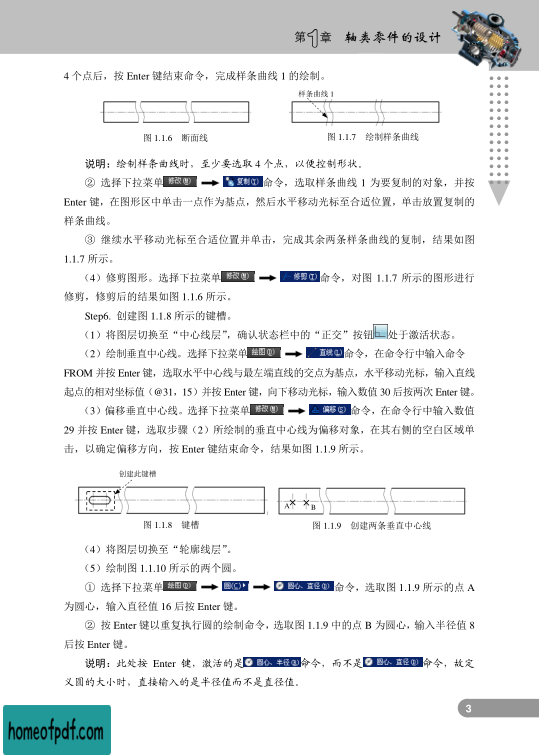 第1章 轴类零件的设计
4 个点后，按 Enter 键结束命令，完成样条曲线 1 的绘制。
样条曲线 1
图 1.1.6 断面线
图 1.1.7 绘制样条曲线
说明：绘制样条曲线时，至少要选取 4 个点，以便控制形状。
② 选择下拉菜单 修改(M) 复制(Y) 命令，选取样条曲线 1 为要复制的对象，并按
Enter 键，在图形区中单击一点作为基点，然后水平移动光标至合适位置，单击放置复制的
样条曲线。
③ 继续水平移动光标至合适位置并单击，完成其余两条样条曲线的复制，结果如图
1.1.7 所示。
（4）修剪图形。选择下拉菜单 修改(M) 修剪(T) 命令，对图 1.1.7 所示的图形进行
修剪，修剪后的结果如图 1.1.6 所示。
Step6. 创建图 1.1.8 所示的键槽。
（1）将图层切换至“中心线层”，确认状态栏中的“正交”按钮处于激活状态。
（2）绘制垂直中心线。选择下拉菜单 绘图(D) 直线(L) 命令，在命令行中输入命令
FROM 并按 Enter 键，选取水平中心线与最左端直线的交点为基点，水平移动光标，输入直线
起点的相对坐标值（@31，15）并按 Enter 键，向下移动光标，输入数值 30 后按两次 Enter 键。
（3）偏移垂直中心线。选择下拉菜单 修改(M) 偏移(S) 命令，在命令行中输入数值
29 并按 Enter 键，选取步骤（2）所绘制的垂直中心线为偏移对象，在其右侧的空白区域单
击，以确定偏移方向，按 Enter 键结束命令，结果如图 1.1.9 所示。
创建此键槽
A B
图 1.1.8 键槽
图 1.1.9 创建两条垂直中心线
（4）将图层切换至“轮廓线层”。
（5）绘制图 1.1.10 所示的两个圆。
① 选择下拉菜单 绘图(D) 圆(C) 圆心、直径(D) 命令，选取图 1.1.9 所示的点 A
为圆心，输入直径值 16 后按 Enter 键。
② 按 Enter 键以重复执行圆的绘制命令，选取图 1.1.9 中的点 B 为圆心，输入半径值 8
后按 Enter 键。
说明：此处按 Enter 键，激活的是 圆心、半径(R) 命令，而不是 圆心、直径(D) 命令，故定
义圆的大小时，直接输入的是半径值而不是直径值。
3
homeofpdf.com